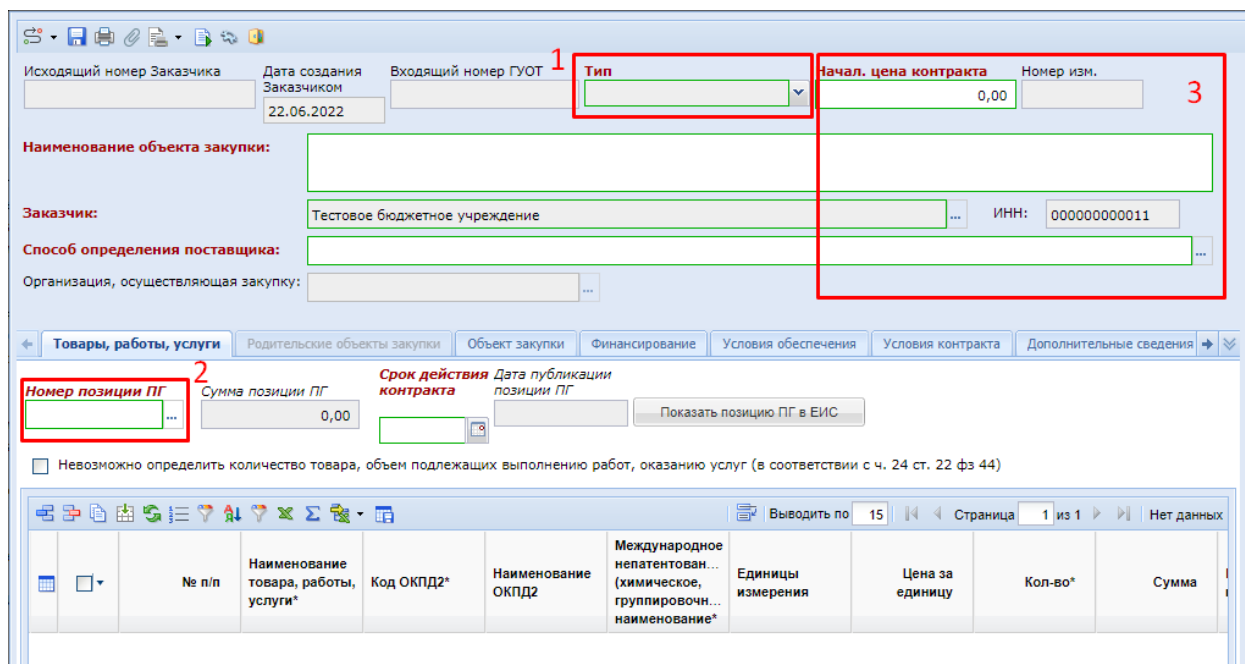 Исходящий номер Заказчика
Дата создания
Заказчиком
22.06.2022
Входящий номер ГУОТ
1
Тип
Начал. цена контракта
0,00
Номер изм.
3
Наименование объекта закупки:
Заказчик:
Тестовое бюджетное учреждение
...
ИНН:
000000000011
Способ определения поставщика:
...
Организация, осуществляющая закупку:
...
Товары, работы, услуги
Родительские объекты закупки
Объект закупки
Финансирование
Условия обеспечения
Условия контракта
Дополнительные сведения
2
Номер позиции ПГ
...
Сумма позиции ПГ
0,00
Срок действия
контракта
Дата публикации
позиции ПГ
Показать позицию ПГ в ЕИС
Невозможно определить количество товара, объем подлежащих выполнению работ, оказанию услуг (в соответствии с ч. 24 ст. 22 фз 44)
Выводить по 15
Страница 1 из 1
Нет данных
№ п/п
Наименование
товара, работы,
услуги*
Код ОКПД2*
Наименование
ОКПД2
Международное
непатентован...
(химическое,
группировочн...
наименование*
Единицы
измерения
Цена за
единицу
Кол-во*
Сумма